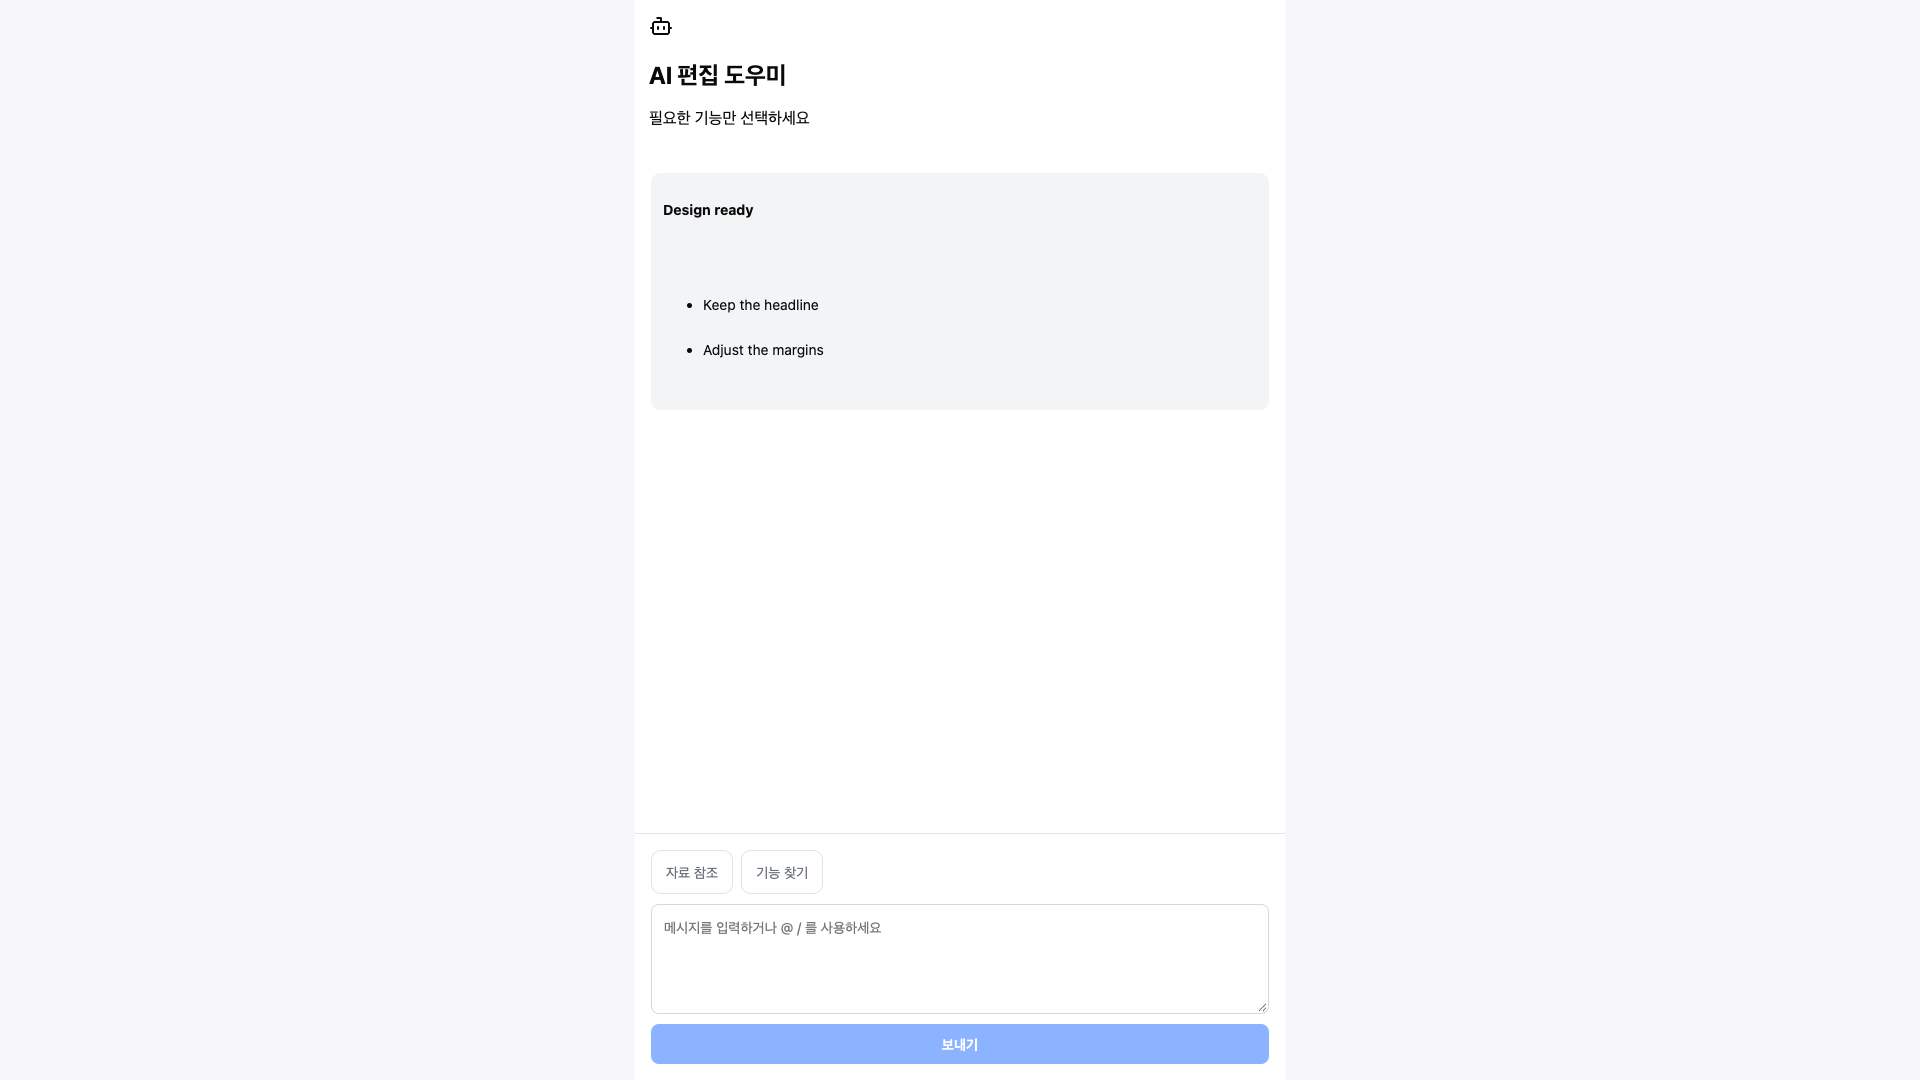 AI 편집 도우미
필요한 기능만 선택하세요
Design ready
Keep the headline
Adjust the margins
자료 참조
기능 찾기
메시지를 입력하거나 @ / 를 사용하세요
보내기